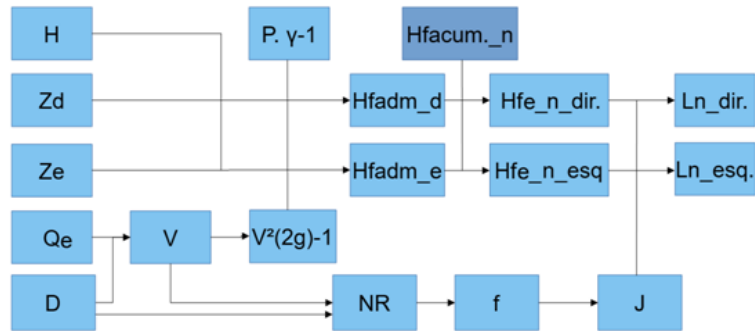 H
P. γ-1
Hfacum._n
Zd
Hfadm_d
Hfe_n_dir.
Ln_dir.
Ze
Hfadm_e
Hfe_n_esq
Ln_esq.
Qe
V
V²(2g)-1
D
NR
f
J